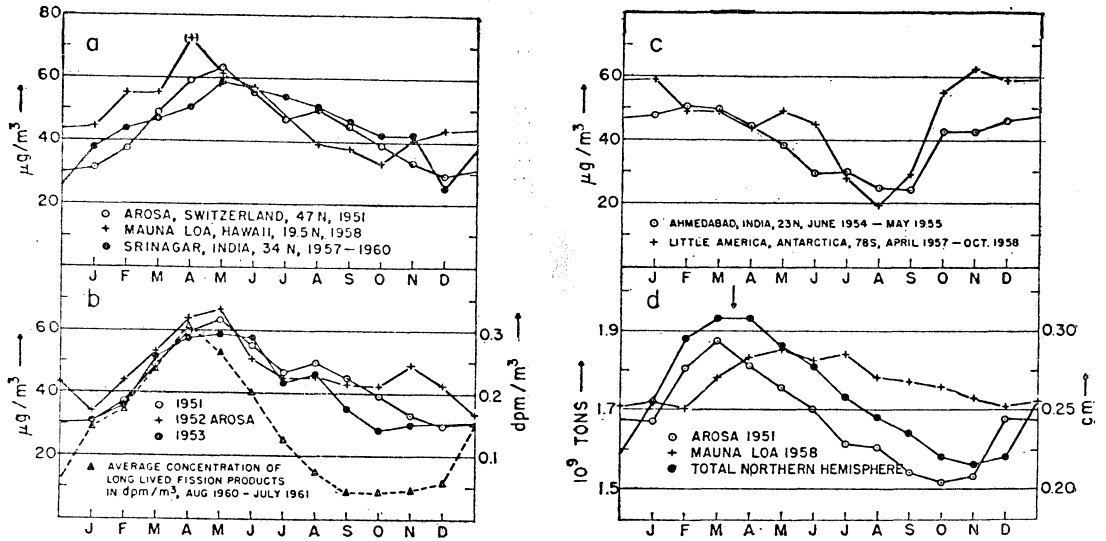 a
80
60
40
20
μg/m³
AROSA, SWITZERLAND, 47 N, 1951
MAUNA LOA, HAWAII, 19.5 N, 1958
SRINAGAR, INDIA, 34 N, 1957-1960
J F M A M J J A S O N D
c
60
40
20
μg/m³
AHMEDABAD, INDIA, 23N, JUNE 1954 — MAY 1955
LITTLE AMERICA, ANTARCTICA, 78S, APRIL 1957 - OCT. 1958
J F M A M J J A S O N D
b
60
40
20
μg/m³
0.3
0.2
0.1
dpm/m³
1951
1952 AROSA
1953
AVERAGE CONCENTRATION OF
LONG LIVED FISSION PRODUCTS
IN dpm/m³, AUG 1960 - JULY 1961
J F M A M J J A S O N D
d
1.9
1.7
1.5
10⁹ TONS
0.30
0.25
0.20
AROSA 1951
MAUNA LOA 1958
TOTAL NORTHERN HEMISPHERE
J F M A M J J A S O N D